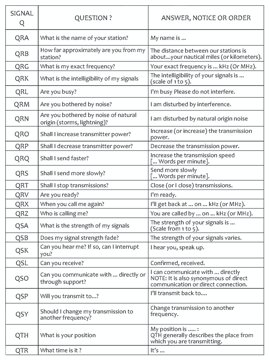 SIGNAL
Q
QUESTION ?
ANSWER, NOTICE OR ORDER
QRA What is the name of your station? My name is ...
QRB How far approximately are you from my station? The distance between our stations is about... your nautical miles (or kilometers).
QRG What is my exact frequency? Your exact frequency is ... kHz (or MHz).
QRK What is the intelligibility of my signals The intelligibility of your signals is ... (scale of 1 to 5).
QRL Are you busy? I'm busy Please do not interfere.
QRM Are you bothered by noise? I am disturbed by interference.
QRN Are you bothered by noise of natural origin (storms, lightning)? I am disturbed by natural origin noise
QRO Shall I increase transmitter power? Increase (or increase) the transmission power.
QRP Shall I decrease transmitter power? Decrease the transmission power.
QRQ Shall I send faster? Increase the transmission speed [... Words per minute].
QRS Shall I send more slowly? Send more slowly [... Words per minute].
QRT Shall I stop transmissions? Close (or I close) transmissions.
QRV Are you ready? I'm ready.
QRX When you call me again? I'll get back at ... on ... kHz (or MHz).
QRZ Who is calling me? You are called by ... on ... kHz (or MHz).
QSA What is the strength of my signals The strength of your signals is ... (Scale from 1 to 5).
QSB Does my signal strength fade? The strength of your signals varies.
QSK Can you hear me? If so, can I interrupt you? I hear you, speak up.
QSL Can you receive? Confirmed, received.
QSO Can you communicate with ... directly or through support? I can communicate with ... directly NOTE: It is also synonymous of direct communication or direct connection.
QSP Will you transmit to...? I'll transmit back to....
QSY Should I change my transmission to another frequency? Change transmission to another frequency.
QTH What is your position My position is ..... : QTH generally describes the place from which you are transmitting.
QTR What time is it ? It's ...